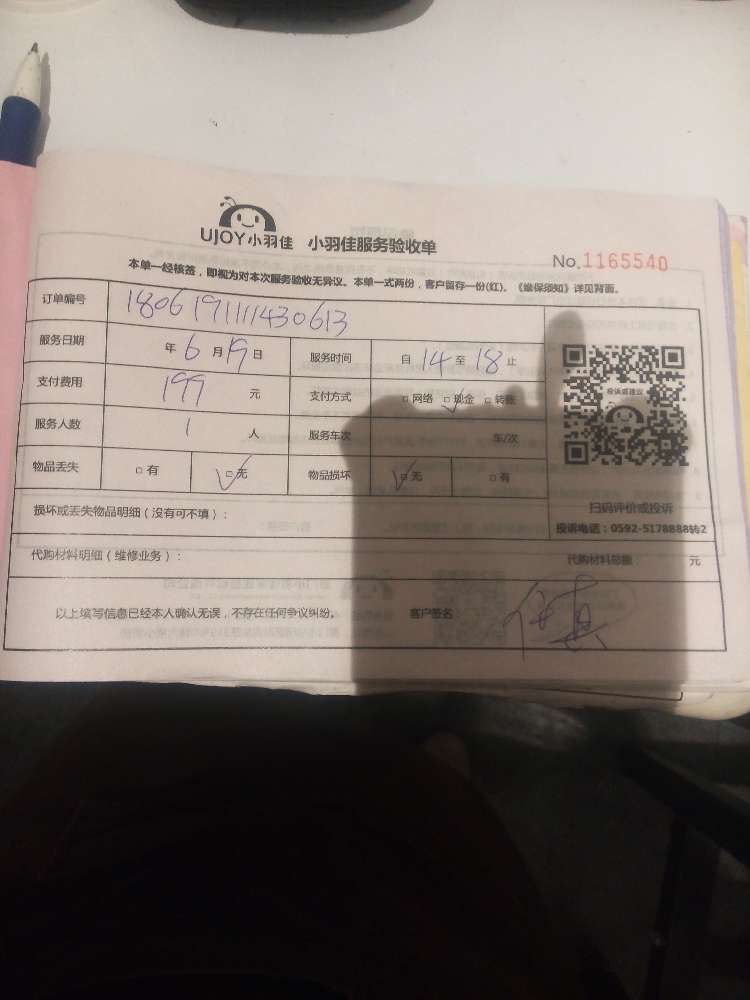 UJOY小羽佳 小羽佳服务验收单
No.1165540
本单一经核签，即视为对本次服务验收无异议。本单一式两份，客户留存一份(红)。《维保须知》详见背面。
订单编号 1806191111430613
服务日期 年 6 月 19 日 服务时间 自 14 至 18 止
支付费用 199 元 支付方式 □网络 □现金 □转账
服务人数 1 人 服务车次 车/次
物品丢失 □有 □无 物品损坏 □无 □有
投诉或建议
扫码评价或投诉
投诉电话：0592-5178888转2
损坏或丢失物品明细（没有可不填）：
代购材料明细（维修业务）： 代购材料总额： 元
以上填写信息已经本人确认无误，不存在任何争议纠纷。 客户签名：